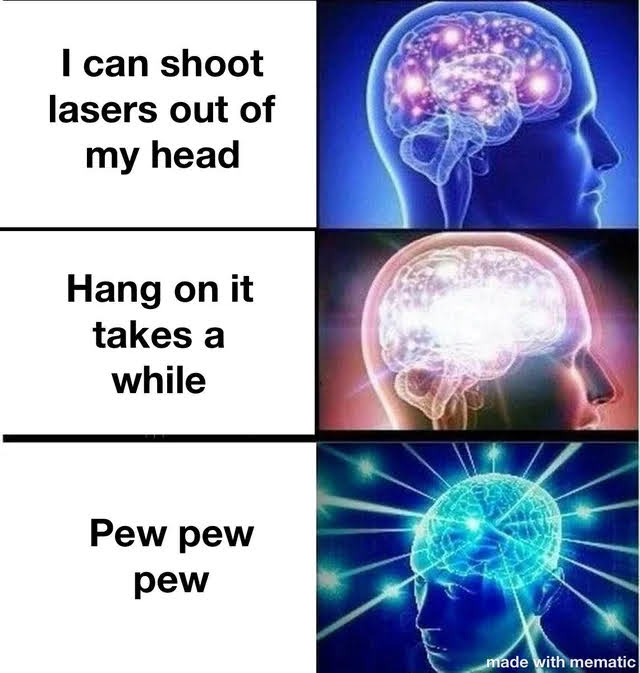 I can shoot
lasers out of
my head
Hang on it
takes a
while
Pew pew
pew
made with mematic